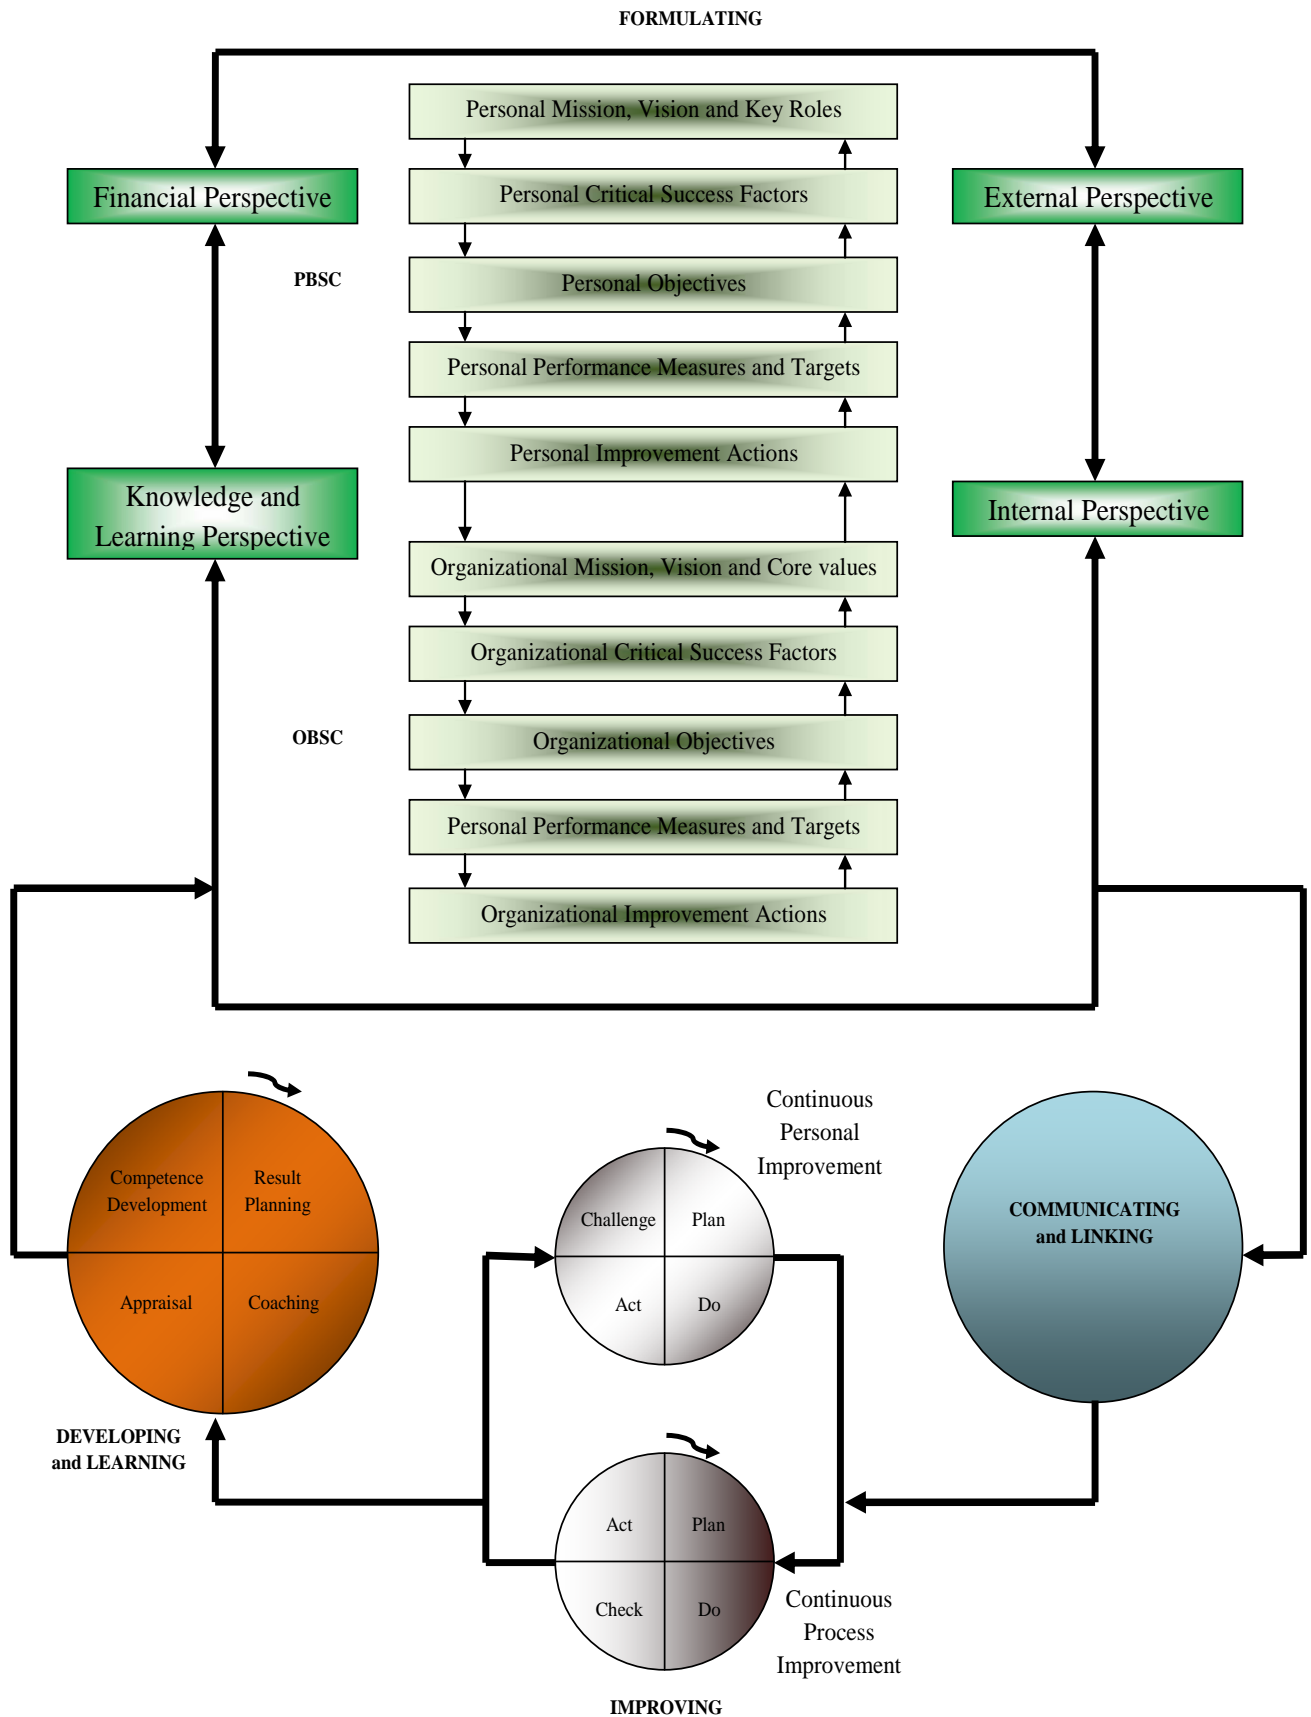 FORMULATING
Personal Mission, Vision and Key Roles
Financial Perspective
Personal Critical Success Factors
External Perspective
PBSC
Personal Objectives
Personal Performance Measures and Targets
Personal Improvement Actions
Knowledge and
Learning Perspective
Internal Perspective
Organizational Mission, Vision and Core values
Organizational Critical Success Factors
OBSC
Organizational Objectives
Personal Performance Measures and Targets
Organizational Improvement Actions
Competence
Development
Result
Planning
Appraisal
Coaching
DEVELOPING
and LEARNING
Continuous
Personal
Improvement
Challenge
Plan
Act
Do
COMMUNICATING
and LINKING
Act
Plan
Check
Do
Continuous
Process
Improvement
IMPROVING